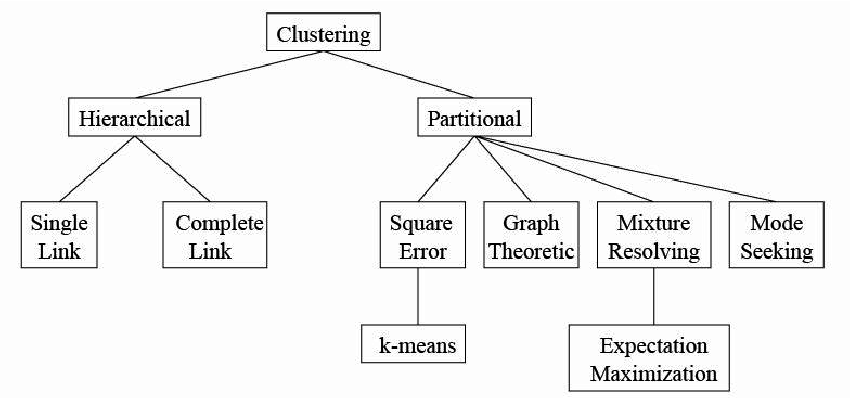 Clustering
Hierarchical
Partitional
Single
Link
Complete
Link
Square
Error
Graph
Theoretic
Mixture
Resolving
Mode
Seeking
k-means
Expectation
Maximization